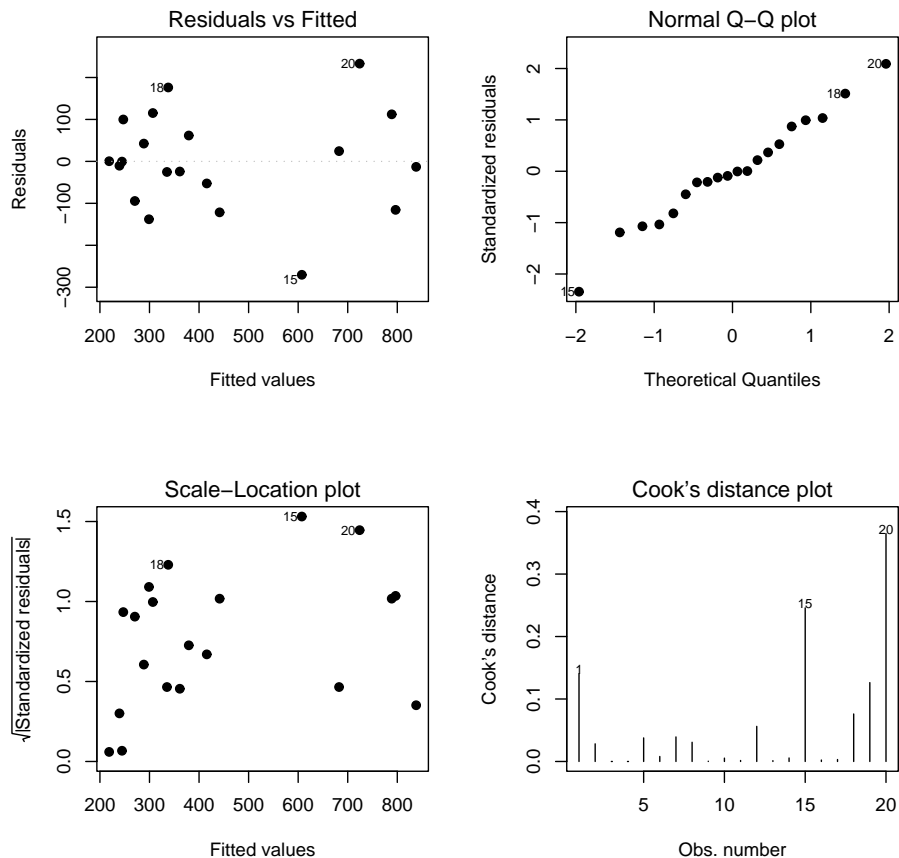 Residuals vs Fitted
Residuals
−300
−100
0
100
18
20
15
200 300 400 500 600 700 800
Fitted values
Normal Q−Q plot
Standardized residuals
−2
−1
0
1
2
15
18
20
−2 −1 0 1 2
Theoretical Quantiles
Scale−Location plot
√|Standardized residuals|
0.0
0.5
1.0
1.5
18
15
20
200 300 400 500 600 700 800
Fitted values
Cook's distance plot
Cook's distance
0.0
0.1
0.2
0.3
0.4
1
15
20
5 10 15 20
Obs. number